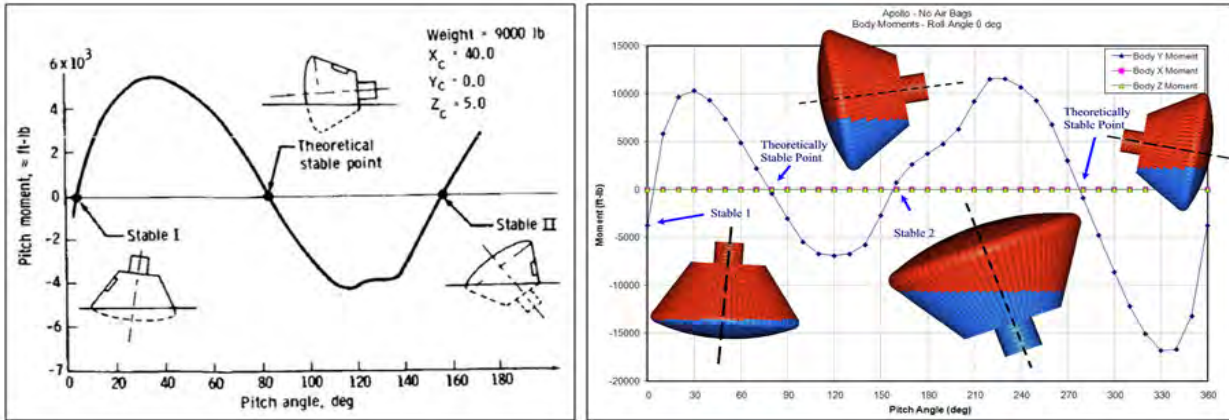 Weight = 9000 lb
X_c = 40.0
Y_c = 0.0
Z_c = 5.0
6 x 10³
4
2
0
-2
-4
-6
-7
Pitch moment, ≈ ft-lb
Theoretical
stable point
Stable I
Stable II
0 20 40 60 80 100 120 140 160 180
Pitch angle, deg
Apollo - No Air Bags
Body Moments - Roll Angle 0 deg
15000
10000
5000
0
-5000
-10000
-15000
-20000
Moment (ft-lb)
Body Y Moment
Body X Moment
Body Z Moment
Theoretically
Stable Point
Theoretically
Stable Point
Stable 1
Stable 2
0 30 60 90 120 150 180 210 240 270 300 330 360
Pitch Angle (deg)